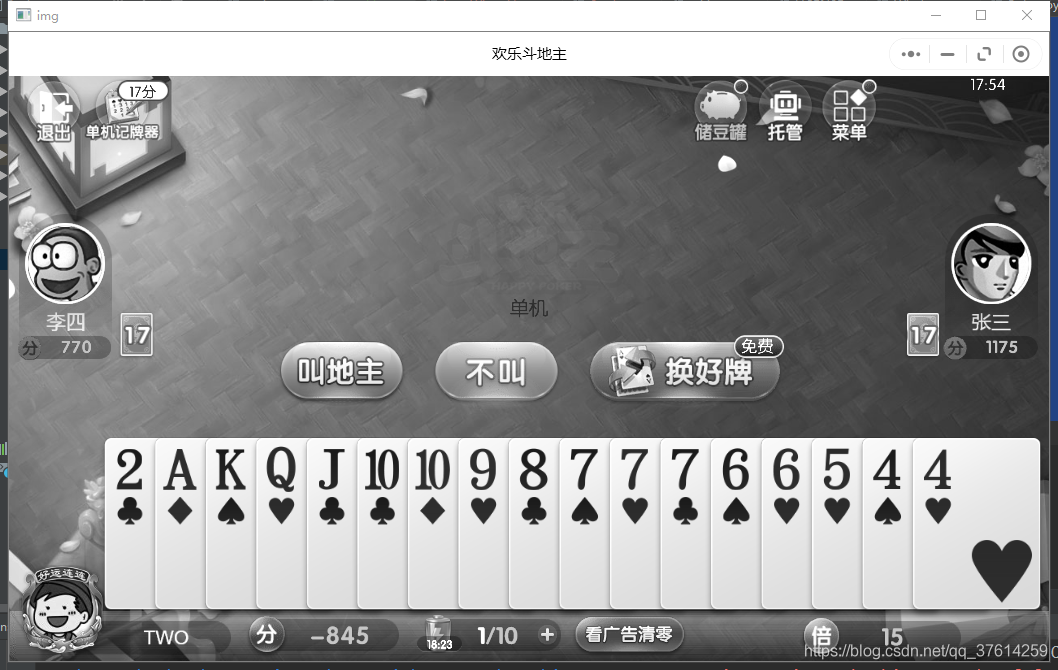 img
欢乐斗地主
17:54
17分
退出
单机记牌器
储豆罐
托管
菜单
单机
李四
17
分 770
张三
17
分 1175
叫地主
不叫
免费
换好牌
2 A K Q J 10 10 9 8 7 7 7 6 6 5 4 4
好运连连
TWO
分 -845
18:23
1/10 +
看广告清零
倍 15
https://blog.csdn.net/qq_37614259